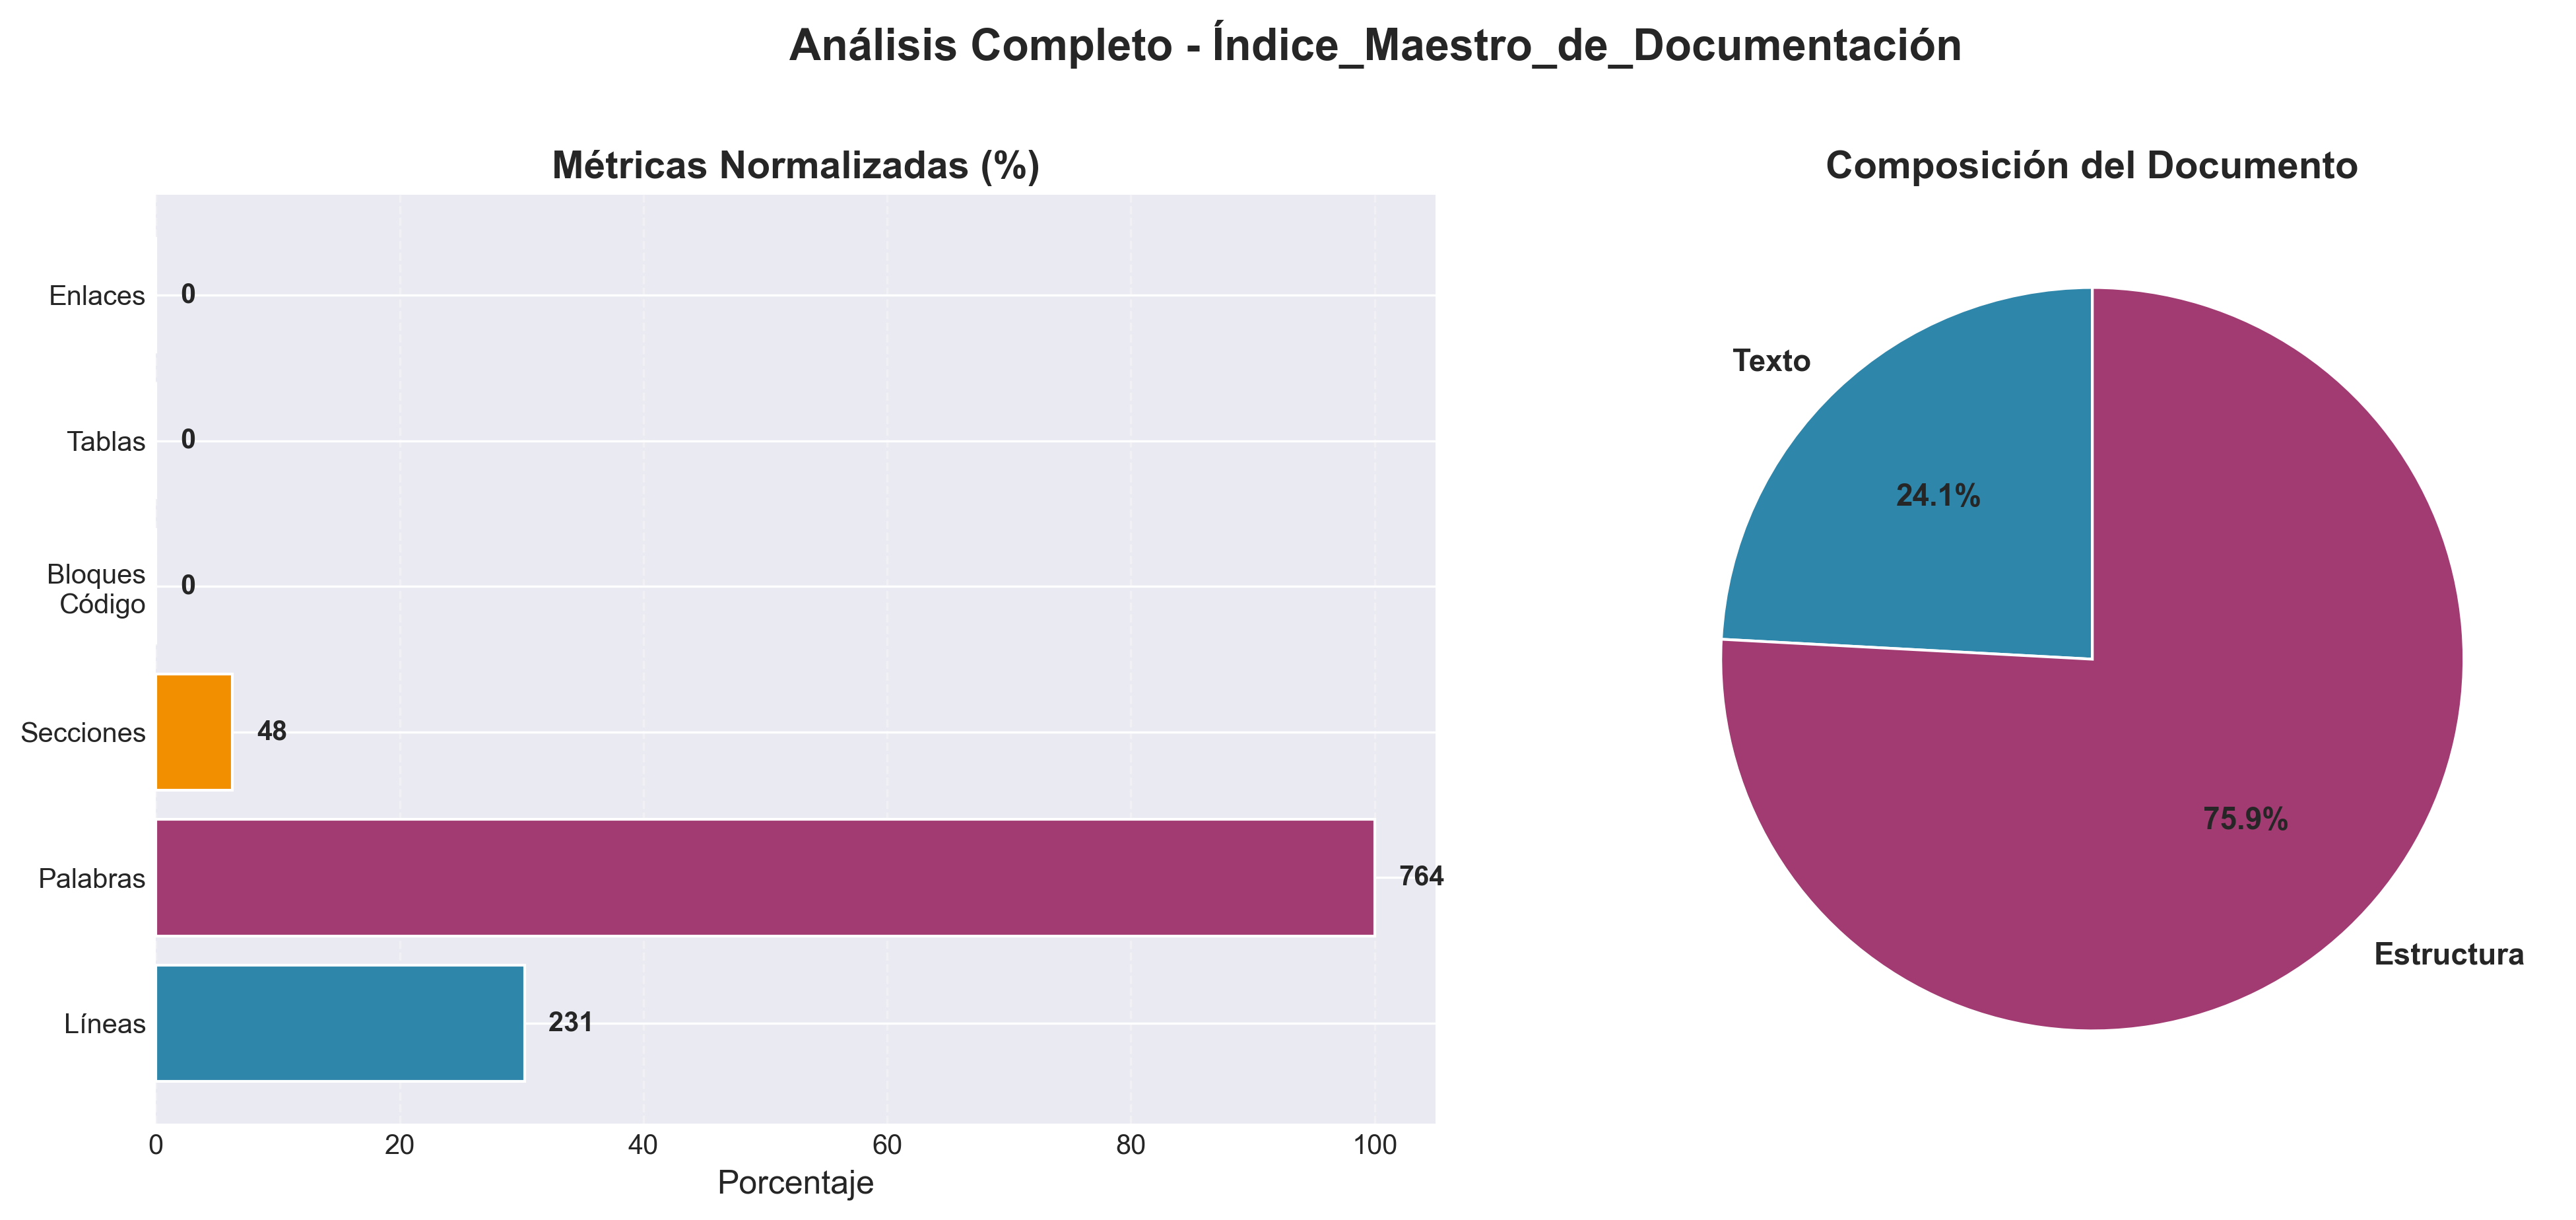 Análisis Completo - Índice_Maestro_de_Documentación
Métricas Normalizadas (%)
Enlaces
0
Tablas
0
Bloques
Código
0
Secciones
48
Palabras
764
Líneas
231
0
20
40
60
80
100
Porcentaje
Composición del Documento
Texto
24.1%
75.9%
Estructura